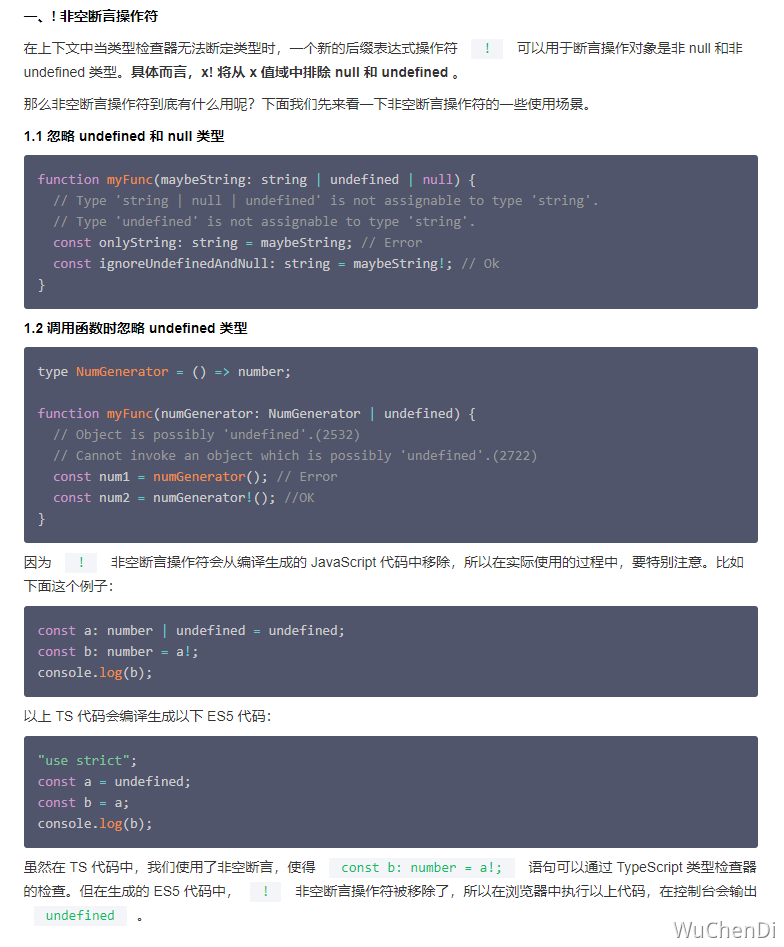 一、! 非空断言操作符
在上下文中当类型检查器无法断定类型时，一个新的后缀表达式操作符 ! 可以用于断言操作对象是非 null 和非
undefined 类型。具体而言，x! 将从 x 值域中排除 null 和 undefined 。
那么非空断言操作符到底有什么用呢？下面我们先来看一下非空断言操作符的一些使用场景。
1.1 忽略 undefined 和 null 类型
function myFunc(maybeString: string | undefined | null) {
  // Type 'string | null | undefined' is not assignable to type 'string'.
  // Type 'undefined' is not assignable to type 'string'.
  const onlyString: string = maybeString; // Error
  const ignoreUndefinedAndNull: string = maybeString!; // Ok
}
1.2 调用函数时忽略 undefined 类型
type NumGenerator = () => number;
function myFunc(numGenerator: NumGenerator | undefined) {
  // Object is possibly 'undefined'.(2532)
  // Cannot invoke an object which is possibly 'undefined'.(2722)
  const num1 = numGenerator(); // Error
  const num2 = numGenerator!(); //OK
}
因为 ! 非空断言操作符会从编译生成的 JavaScript 代码中移除，所以在实际使用的过程中，要特别注意。比如
下面这个例子：
const a: number | undefined = undefined;
const b: number = a!;
console.log(b);
以上 TS 代码会编译生成以下 ES5 代码：
"use strict";
const a = undefined;
const b = a;
console.log(b);
虽然在 TS 代码中，我们使用了非空断言，使得 const b: number = a!; 语句可以通过 TypeScript 类型检查器
的检查。但在生成的 ES5 代码中， ! 非空断言操作符被移除了，所以在浏览器中执行以上代码，在控制台会输出
undefined 。
WuChenDi